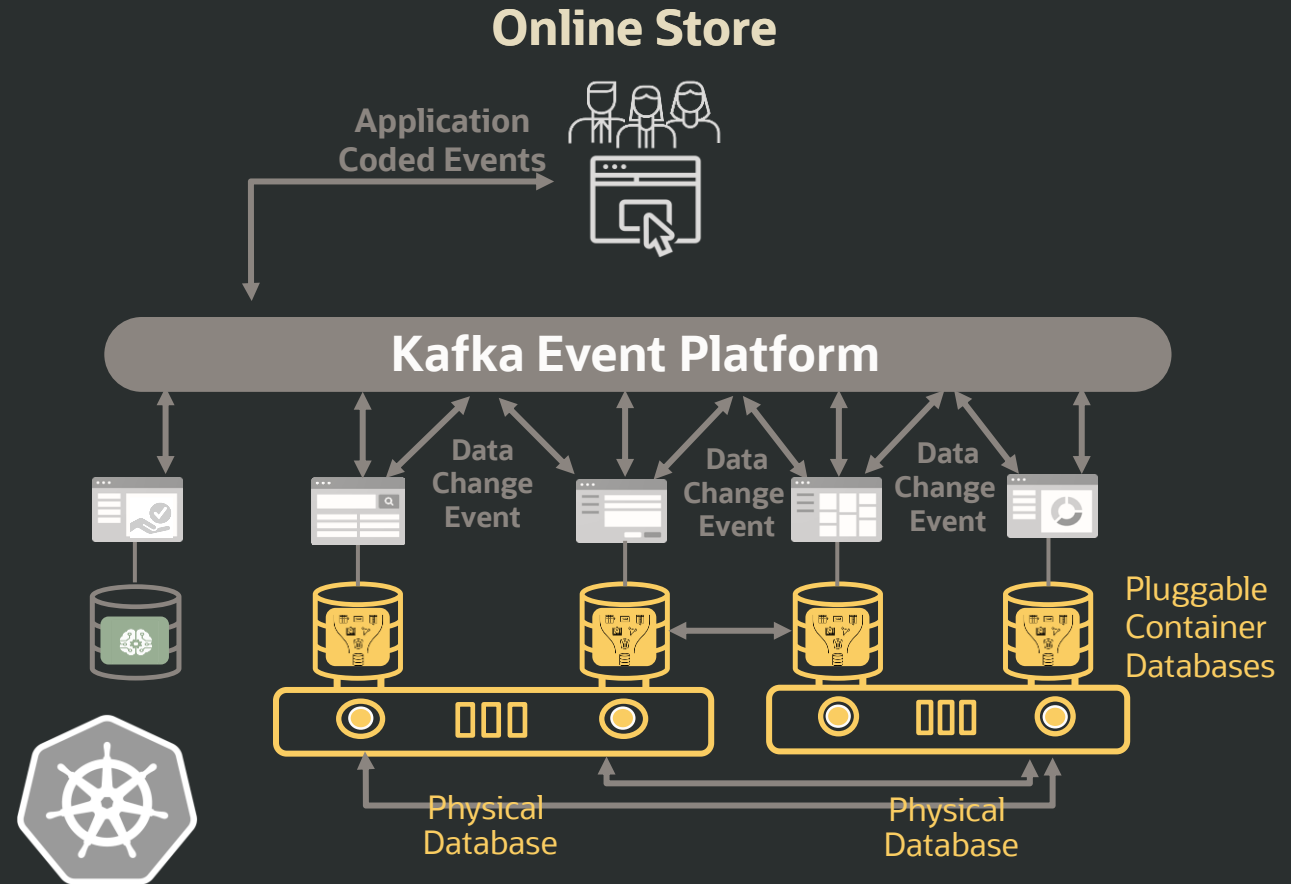 Online Store
Application
Coded Events
Kafka Event Platform
Data
Change
Event
Data
Change
Event
Data
Change
Event
Pluggable
Container
Databases
Physical
Database
Physical
Database